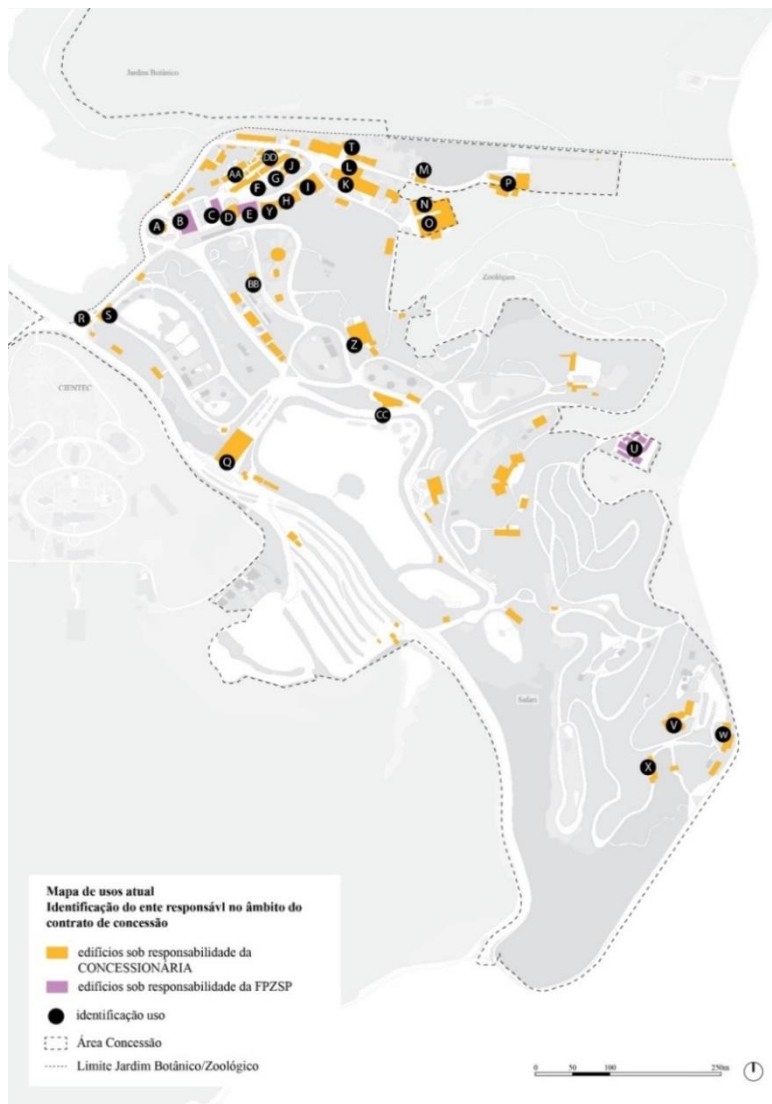 Jardim Botânico
T
DD
L
J
AA
G
M
K
F
I
P
H
N
C
E
Y
B
D
A
O
Zoológico
BB
S
R
Z
CIENTEC
CC
U
Q
Safari
V
W
X
Mapa de usos atual
Identificação do ente responsávl no âmbito do
contrato de concessão
edifícios sob responsabilidade da
CONCESSIONÁRIA
edifícios sob responsabilidade da FPZSP
identificação uso
Área Concessão
Limite Jardim Botânico/Zoológico
0 50 100 250m